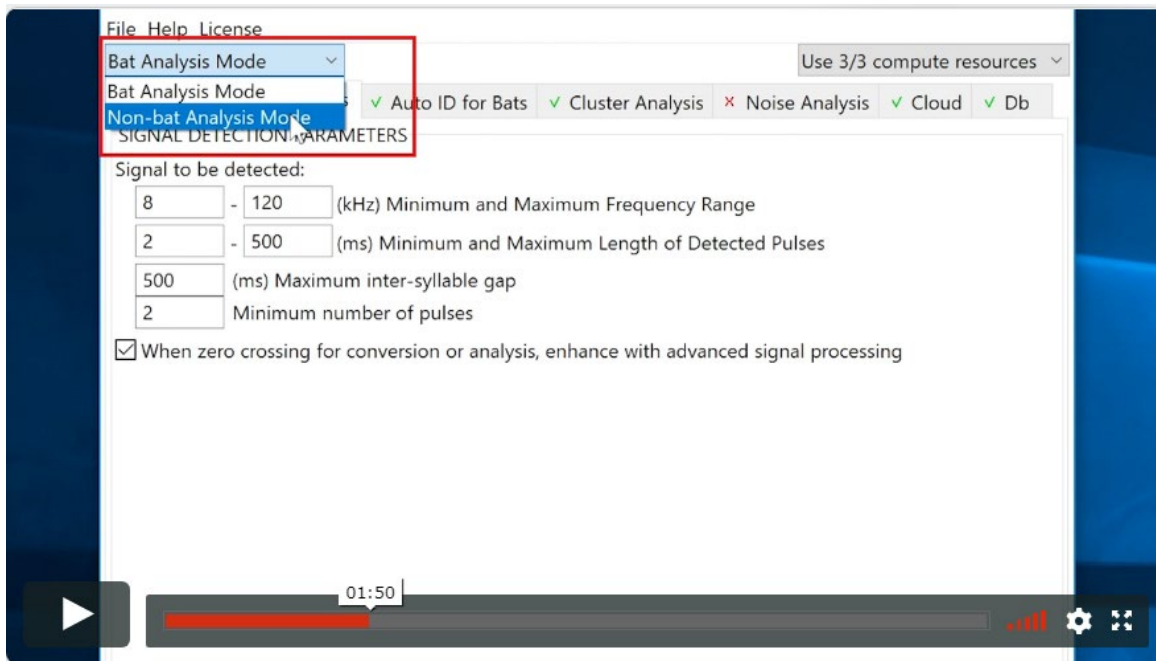 File Help License
Bat Analysis Mode
Use 3/3 compute resources
Bat Analysis Mode
Non-bat Analysis Mode
s ✓ Auto ID for Bats ✓ Cluster Analysis × Noise Analysis ✓ Cloud ✓ Db
SIGNAL DETECTION PARAMETERS
Signal to be detected:
8 - 120 (kHz) Minimum and Maximum Frequency Range
2 - 500 (ms) Minimum and Maximum Length of Detected Pulses
500 (ms) Maximum inter-syllable gap
2 Minimum number of pulses
When zero crossing for conversion or analysis, enhance with advanced signal processing
01:50